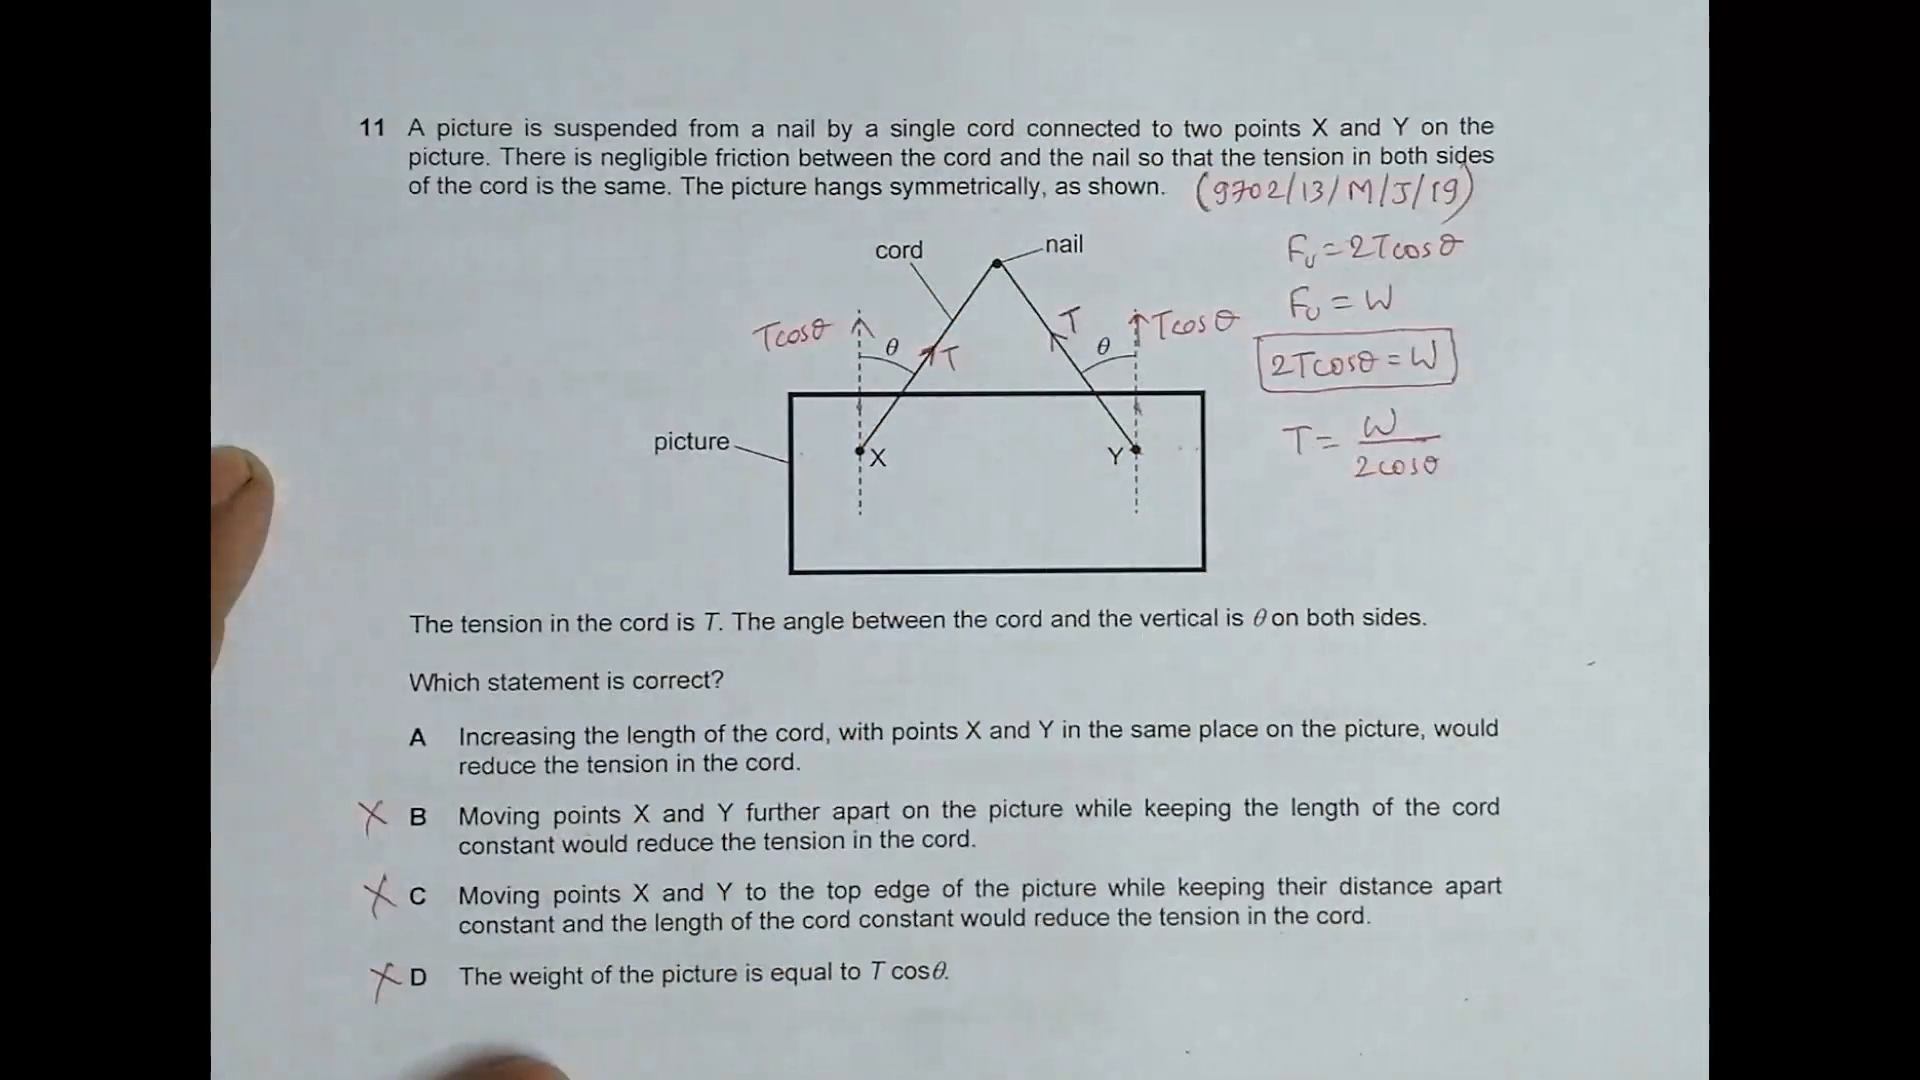 11 A picture is suspended from a nail by a single cord connected to two points X and Y on the
picture. There is negligible friction between the cord and the nail so that the tension in both sides
of the cord is the same. The picture hangs symmetrically, as shown. (9702/13/M/J/19)
cord
nail
Fᵤ = 2Tcosθ
Fᵤ = W
Tcosθ
θ
T
T
θ
Tcosθ
2Tcosθ = W
T = W / 2cosθ
picture
X
Y
The tension in the cord is T. The angle between the cord and the vertical is θ on both sides.
Which statement is correct?
A Increasing the length of the cord, with points X and Y in the same place on the picture, would
reduce the tension in the cord.
X B Moving points X and Y further apart on the picture while keeping the length of the cord
constant would reduce the tension in the cord.
X C Moving points X and Y to the top edge of the picture while keeping their distance apart
constant and the length of the cord constant would reduce the tension in the cord.
X D The weight of the picture is equal to T cosθ.